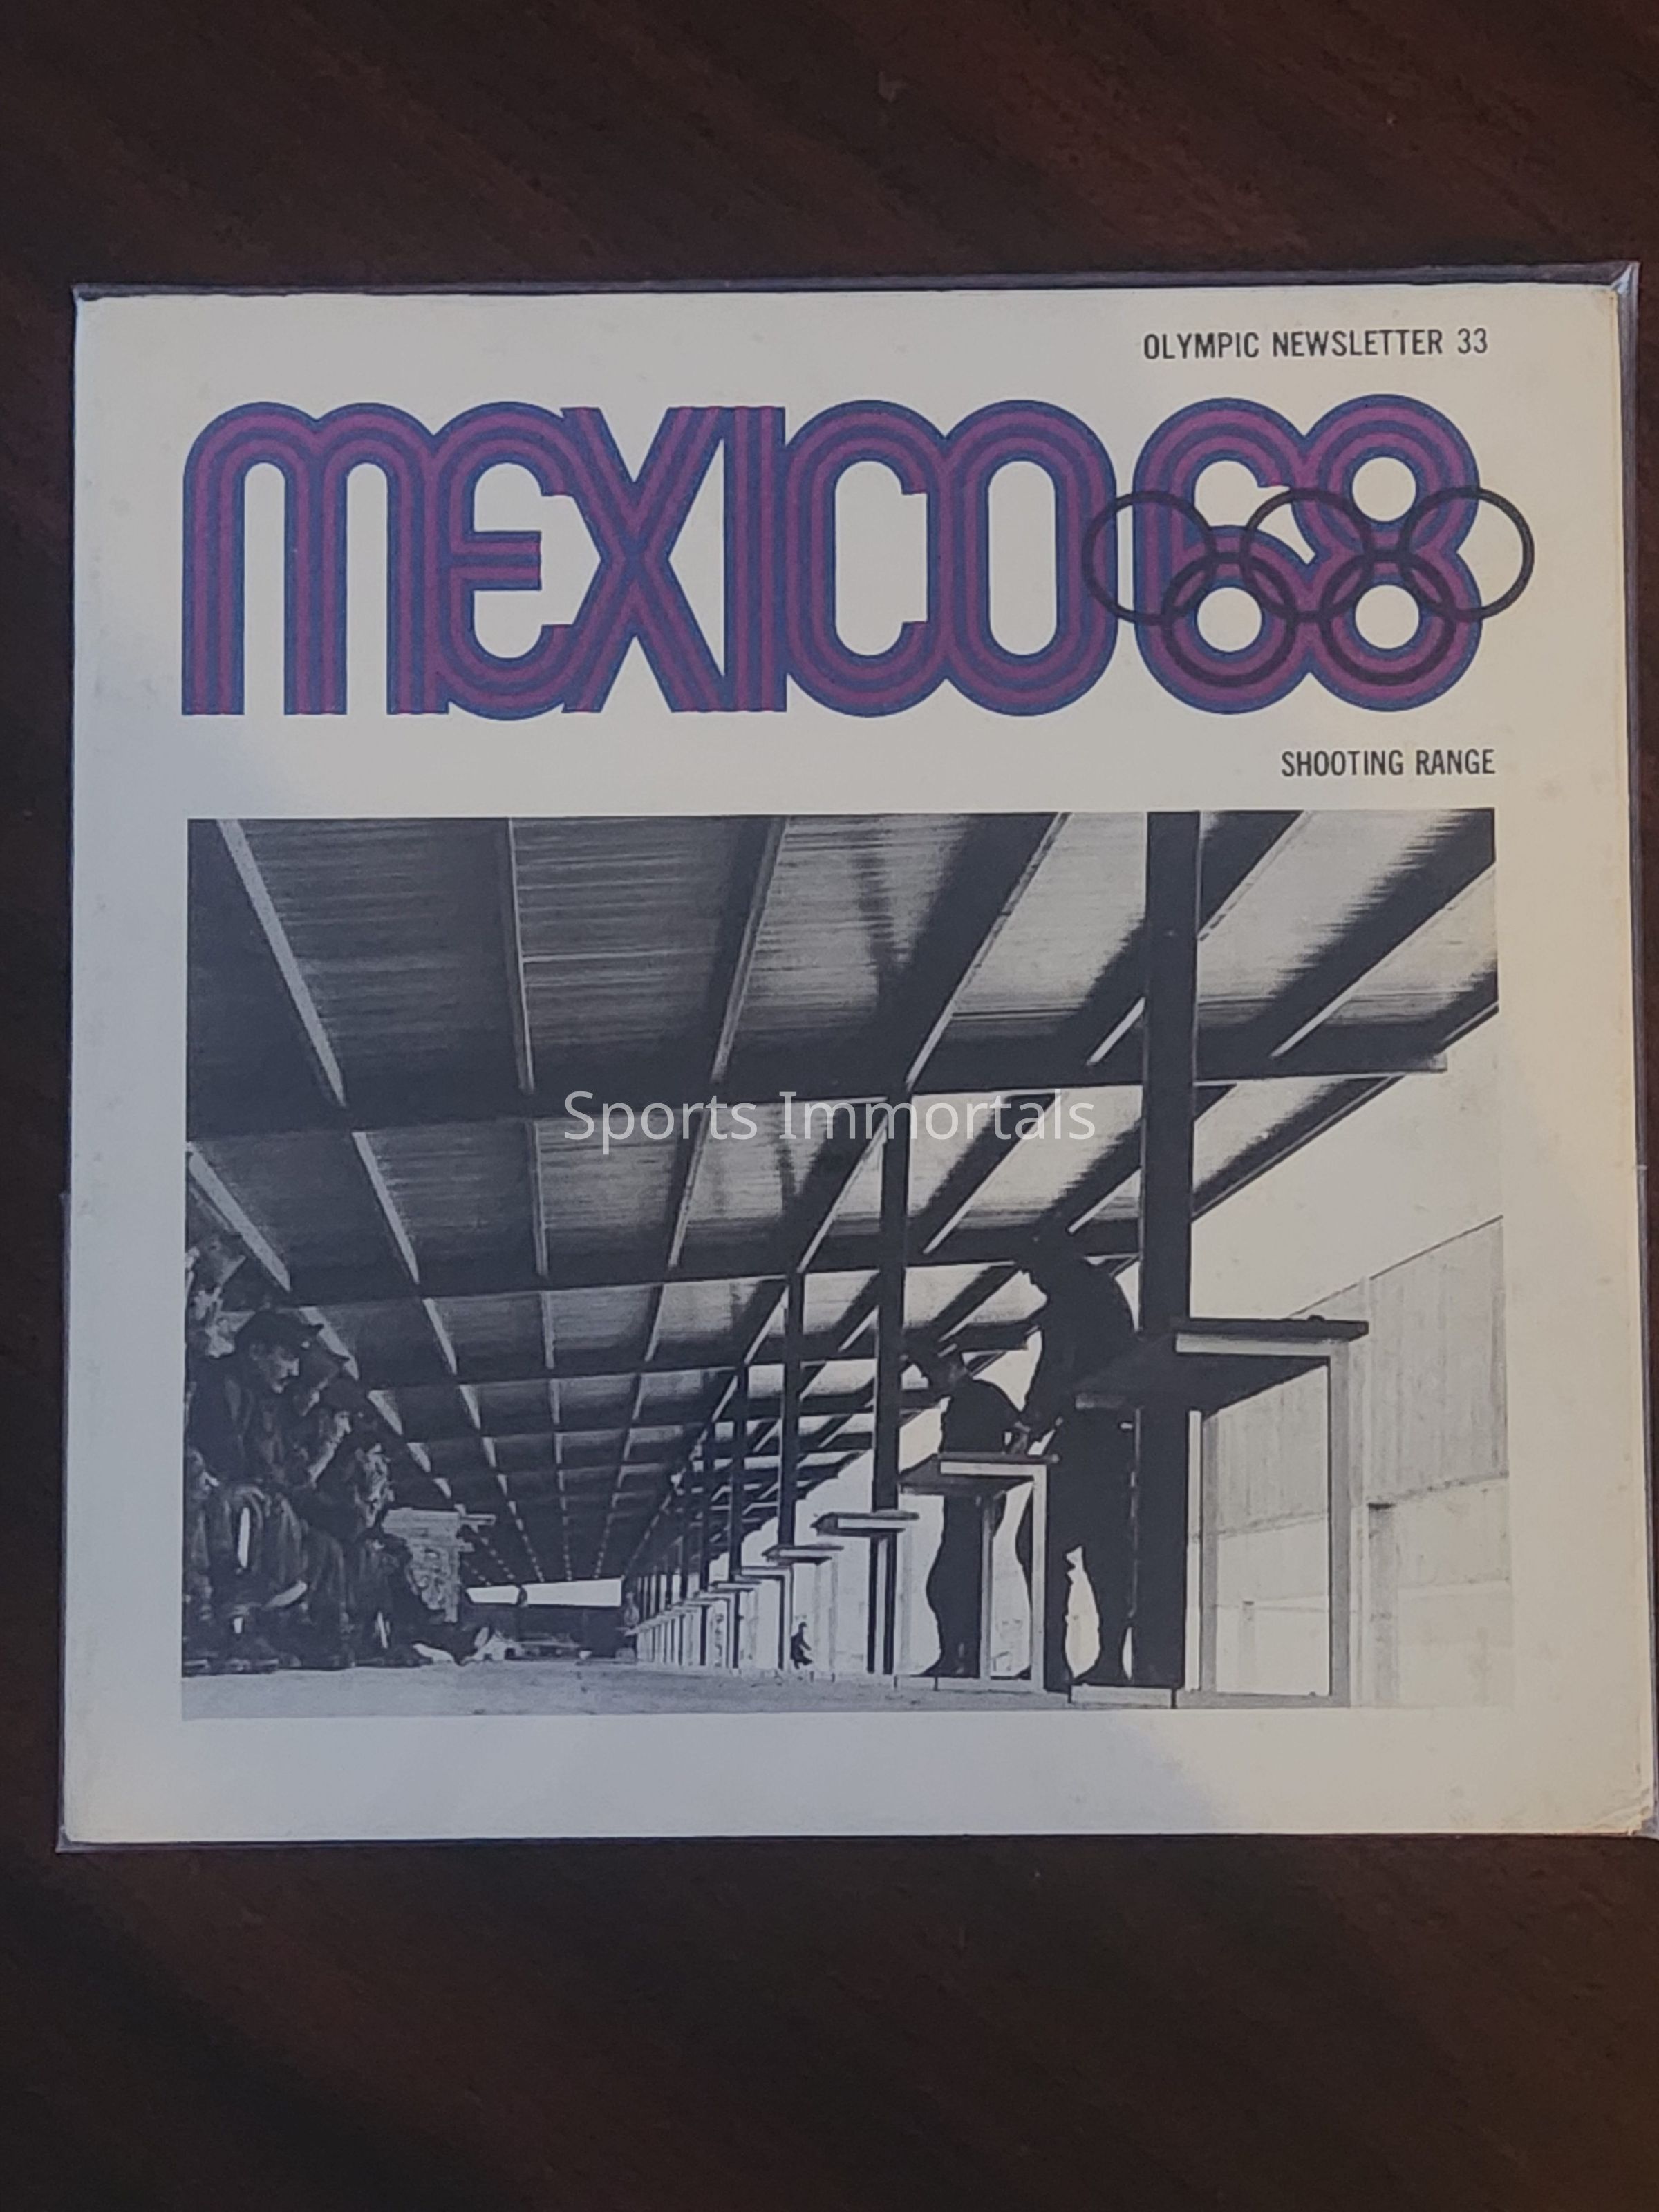 OLYMPIC NEWSLETTER 33
MEXICO68
SHOOTING RANGE
Sports Immortals